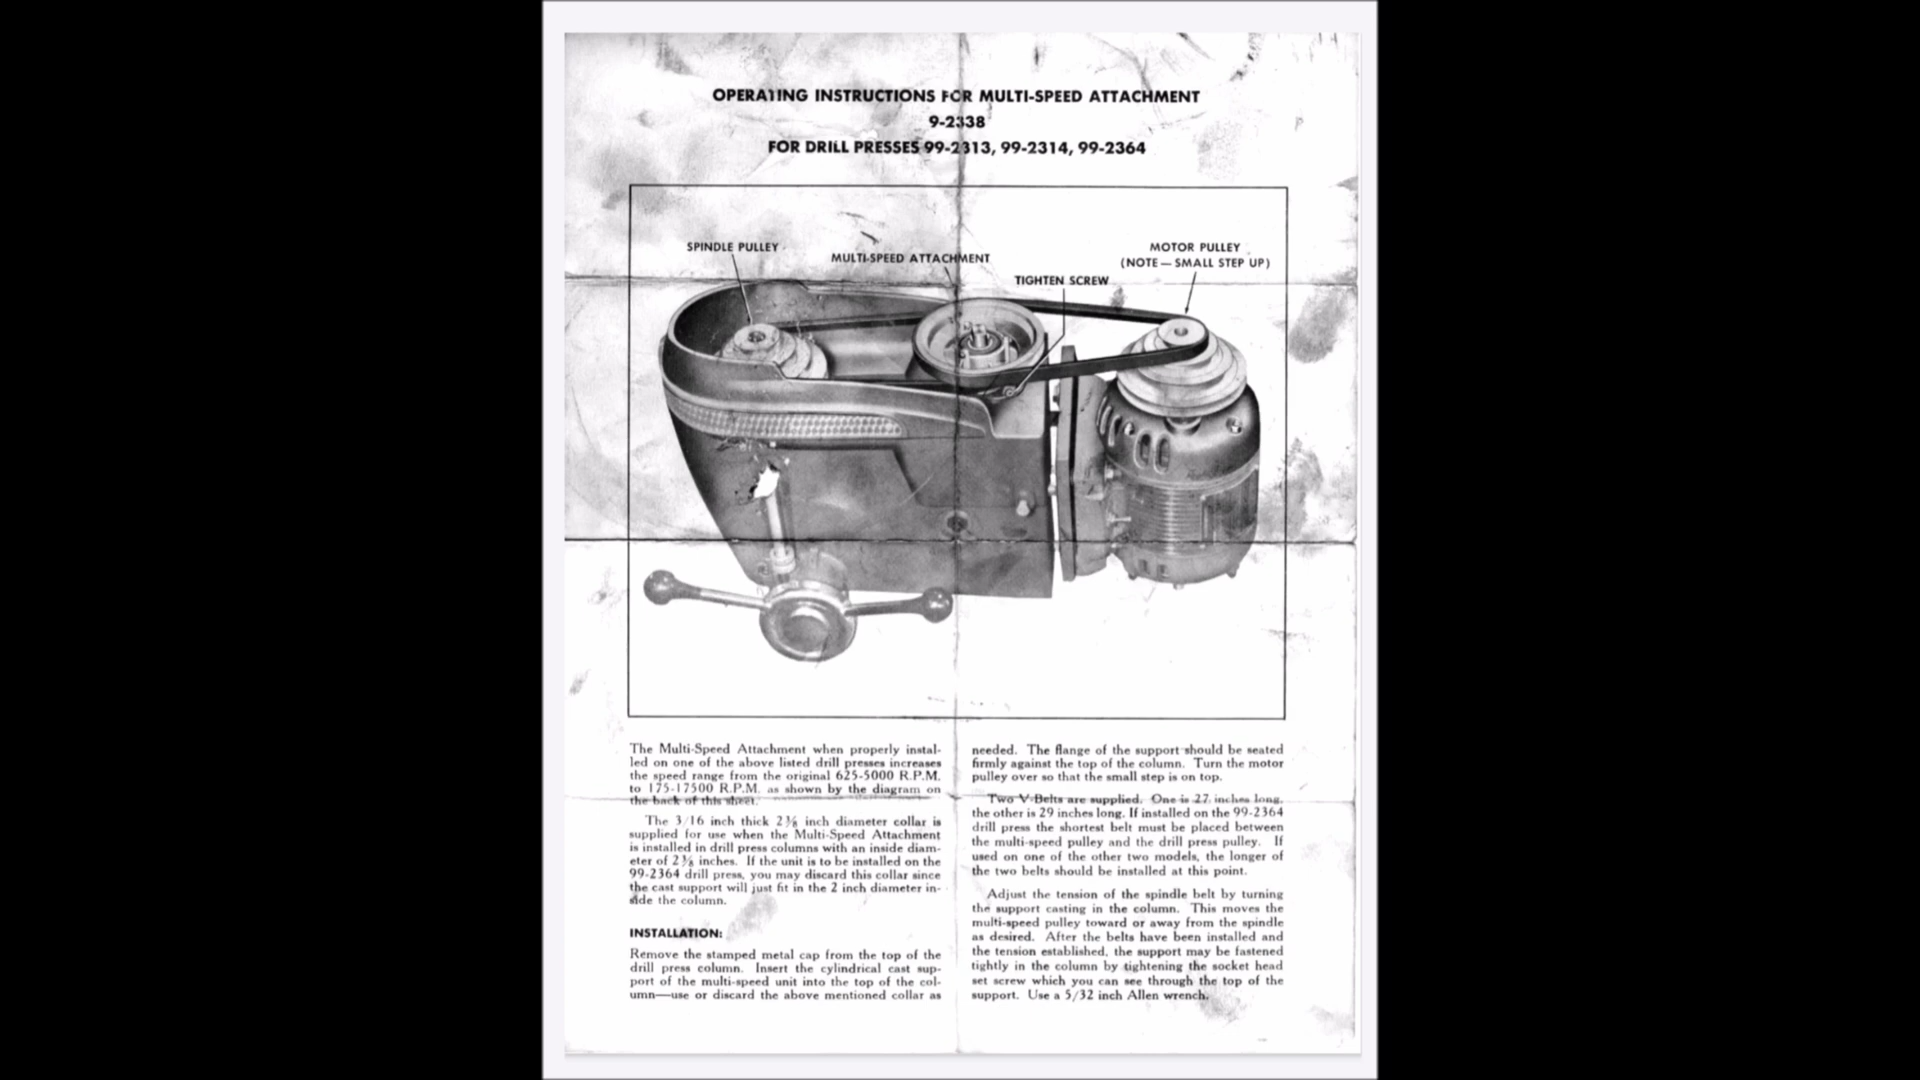 OPERATING INSTRUCTIONS FOR MULTI-SPEED ATTACHMENT
9-2338
FOR DRILL PRESSES 99-2313, 99-2314, 99-2364
SPINDLE PULLEY
MULTI-SPEED ATTACHMENT
TIGHTEN SCREW
MOTOR PULLEY
(NOTE — SMALL STEP UP)
The Multi-Speed Attachment when properly instal-
led on one of the above listed drill presses increases
the speed range from the original 625-5000 R.P.M.
to 175-17500 R.P.M. as shown by the diagram on
the back of this sheet.
The 3/16 inch thick 2⅜ inch diameter collar is
supplied for use when the Multi-Speed Attachment
is installed in drill press columns with an inside diam-
eter of 2⅜ inches. If the unit is to be installed on the
99-2364 drill press, you may discard this collar since
the cast support will just fit in the 2 inch diameter in-
side the column.
INSTALLATION:
Remove the stamped metal cap from the top of the
drill press column. Insert the cylindrical cast sup-
port of the multi-speed unit into the top of the col-
umn—use or discard the above mentioned collar as
needed. The flange of the support should be seated
firmly against the top of the column. Turn the motor
pulley over so that the small step is on top.
Two V-Belts are supplied. One is 27 inches long,
the other is 29 inches long. If installed on the 99-2364
drill press the shortest belt must be placed between
the multi-speed pulley and the drill press pulley. If
used on one of the other two models, the longer of
the two belts should be installed at this point.
Adjust the tension of the spindle belt by turning
the support casting in the column. This moves the
multi-speed pulley toward or away from the spindle
as desired. After the belts have been installed and
the tension established, the support may be fastened
tightly in the column by tightening the socket head
set screw which you can see through the top of the
support. Use a 5/32 inch Allen wrench.